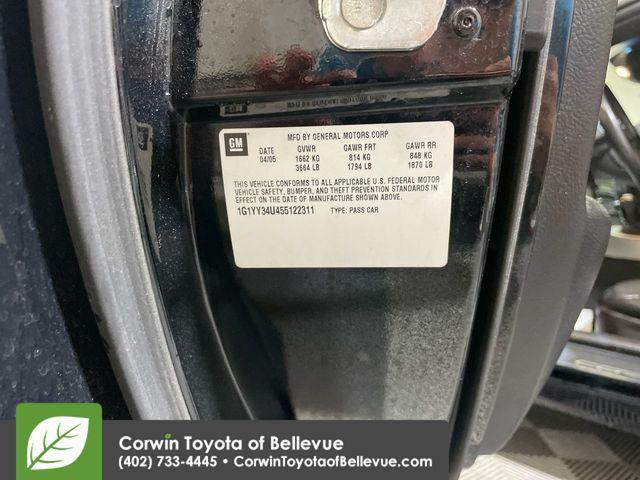 GM
MFD BY GENERAL MOTORS CORP
DATE GVWR GAWR FRT GAWR RR
04/05 1662 KG 814 KG 848 KG
3664 LB 1794 LB 1870 LB
THIS VEHICLE CONFORMS TO ALL APPLICABLE U.S. FEDERAL MOTOR
VEHICLE SAFETY, BUMPER, AND THEFT PREVENTION STANDARDS IN
EFFECT ON THE DATE OF MANUFACTURE SHOWN ABOVE.
1G1YY34U455122311 TYPE: PASS CAR
Corwin Toyota of Bellevue
(402) 733-4445 • CorwinToyotaofBellevue.com